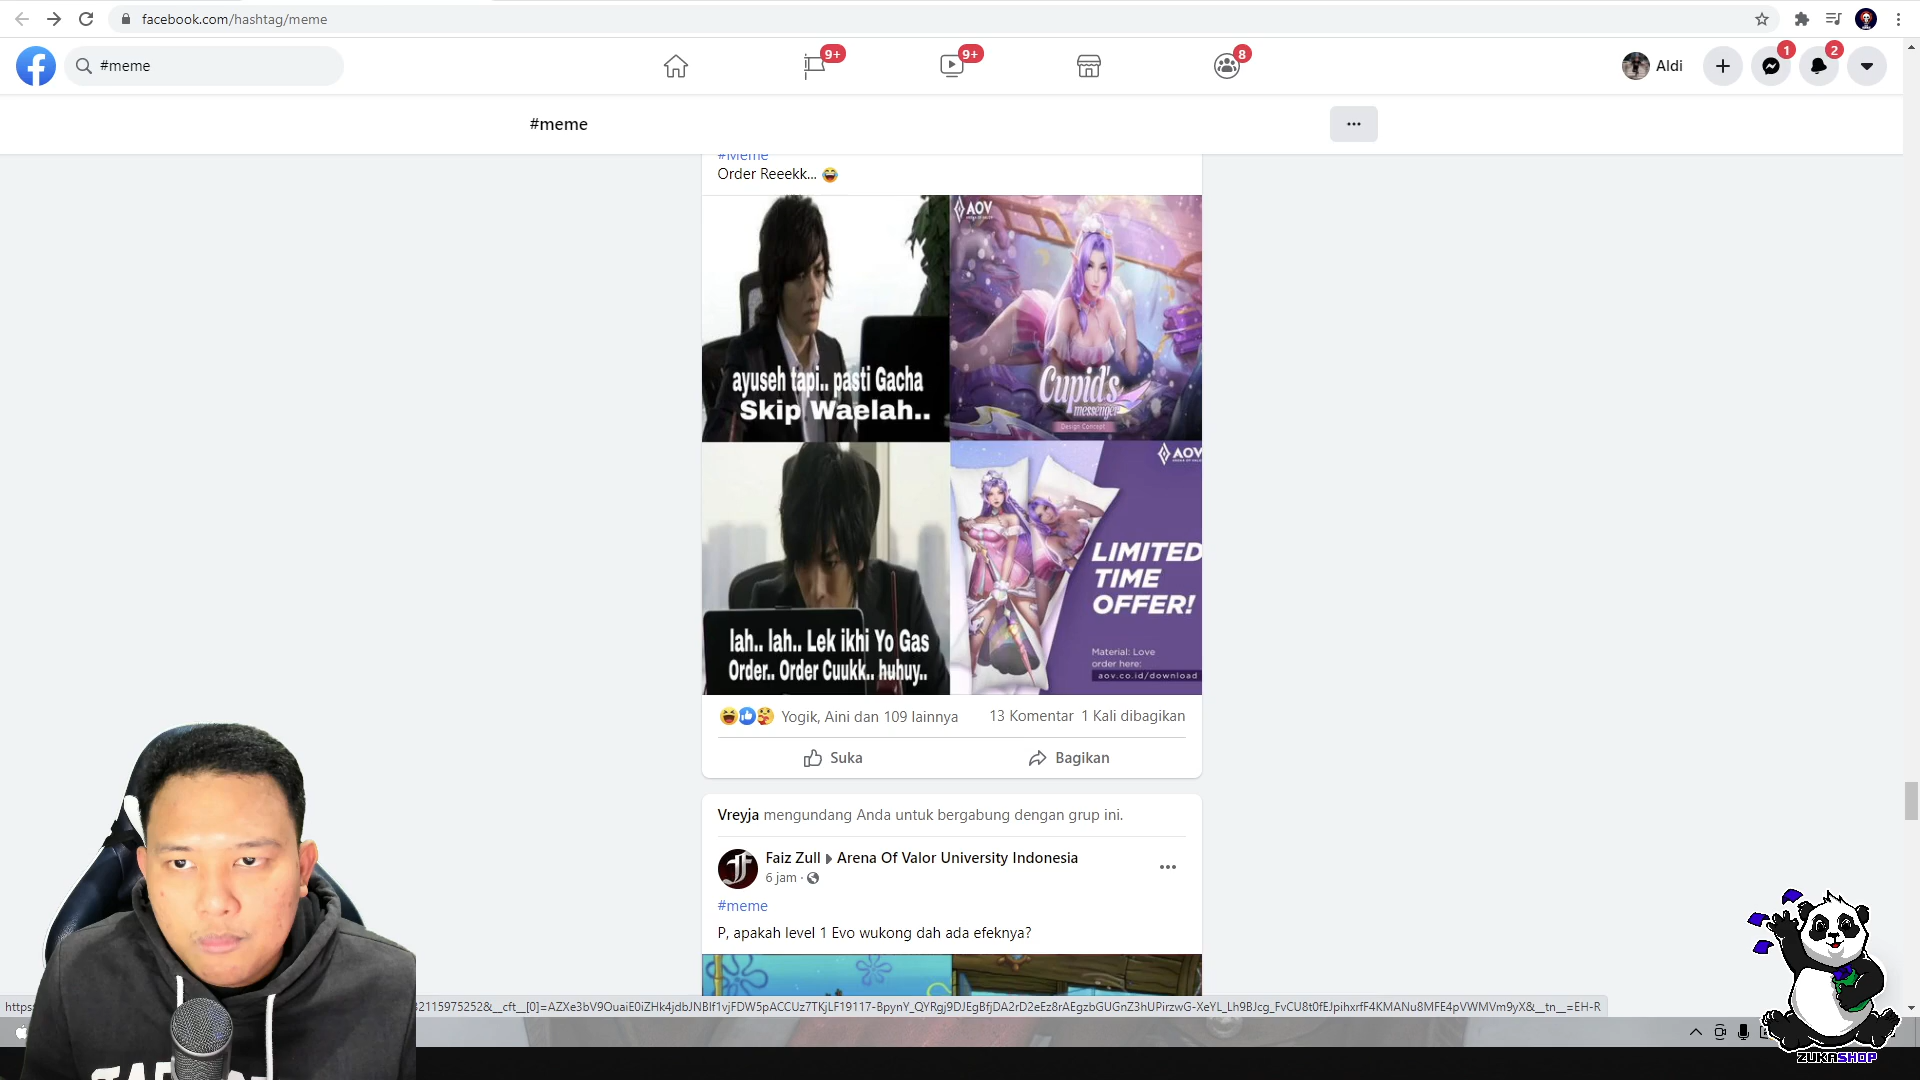 facebook.com/hashtag/meme
#meme
9+
9+
8
Aldi
1
2
#meme
#Meme
Order Reeekk...
ayuseh tapi.. pasti Gacha
Skip Waelah..
AOV
Cupid's
messenger
Design Concept
lah.. lah.. Lek ikhi Yo Gas
Order.. Order Cuukk.. huhuy..
AOV
LIMITED
TIME
OFFER!
Material: Love
order here:
aov.co.id/download
Yogik, Aini dan 109 lainnya
13 Komentar 1 Kali dibagikan
Suka
Bagikan
Vreyja mengundang Anda untuk bergabung dengan grup ini.
Faiz Zull Arena Of Valor University Indonesia
6 jam ·
#meme
P, apakah level 1 Evo wukong dah ada efeknya?
ZUKASHOP